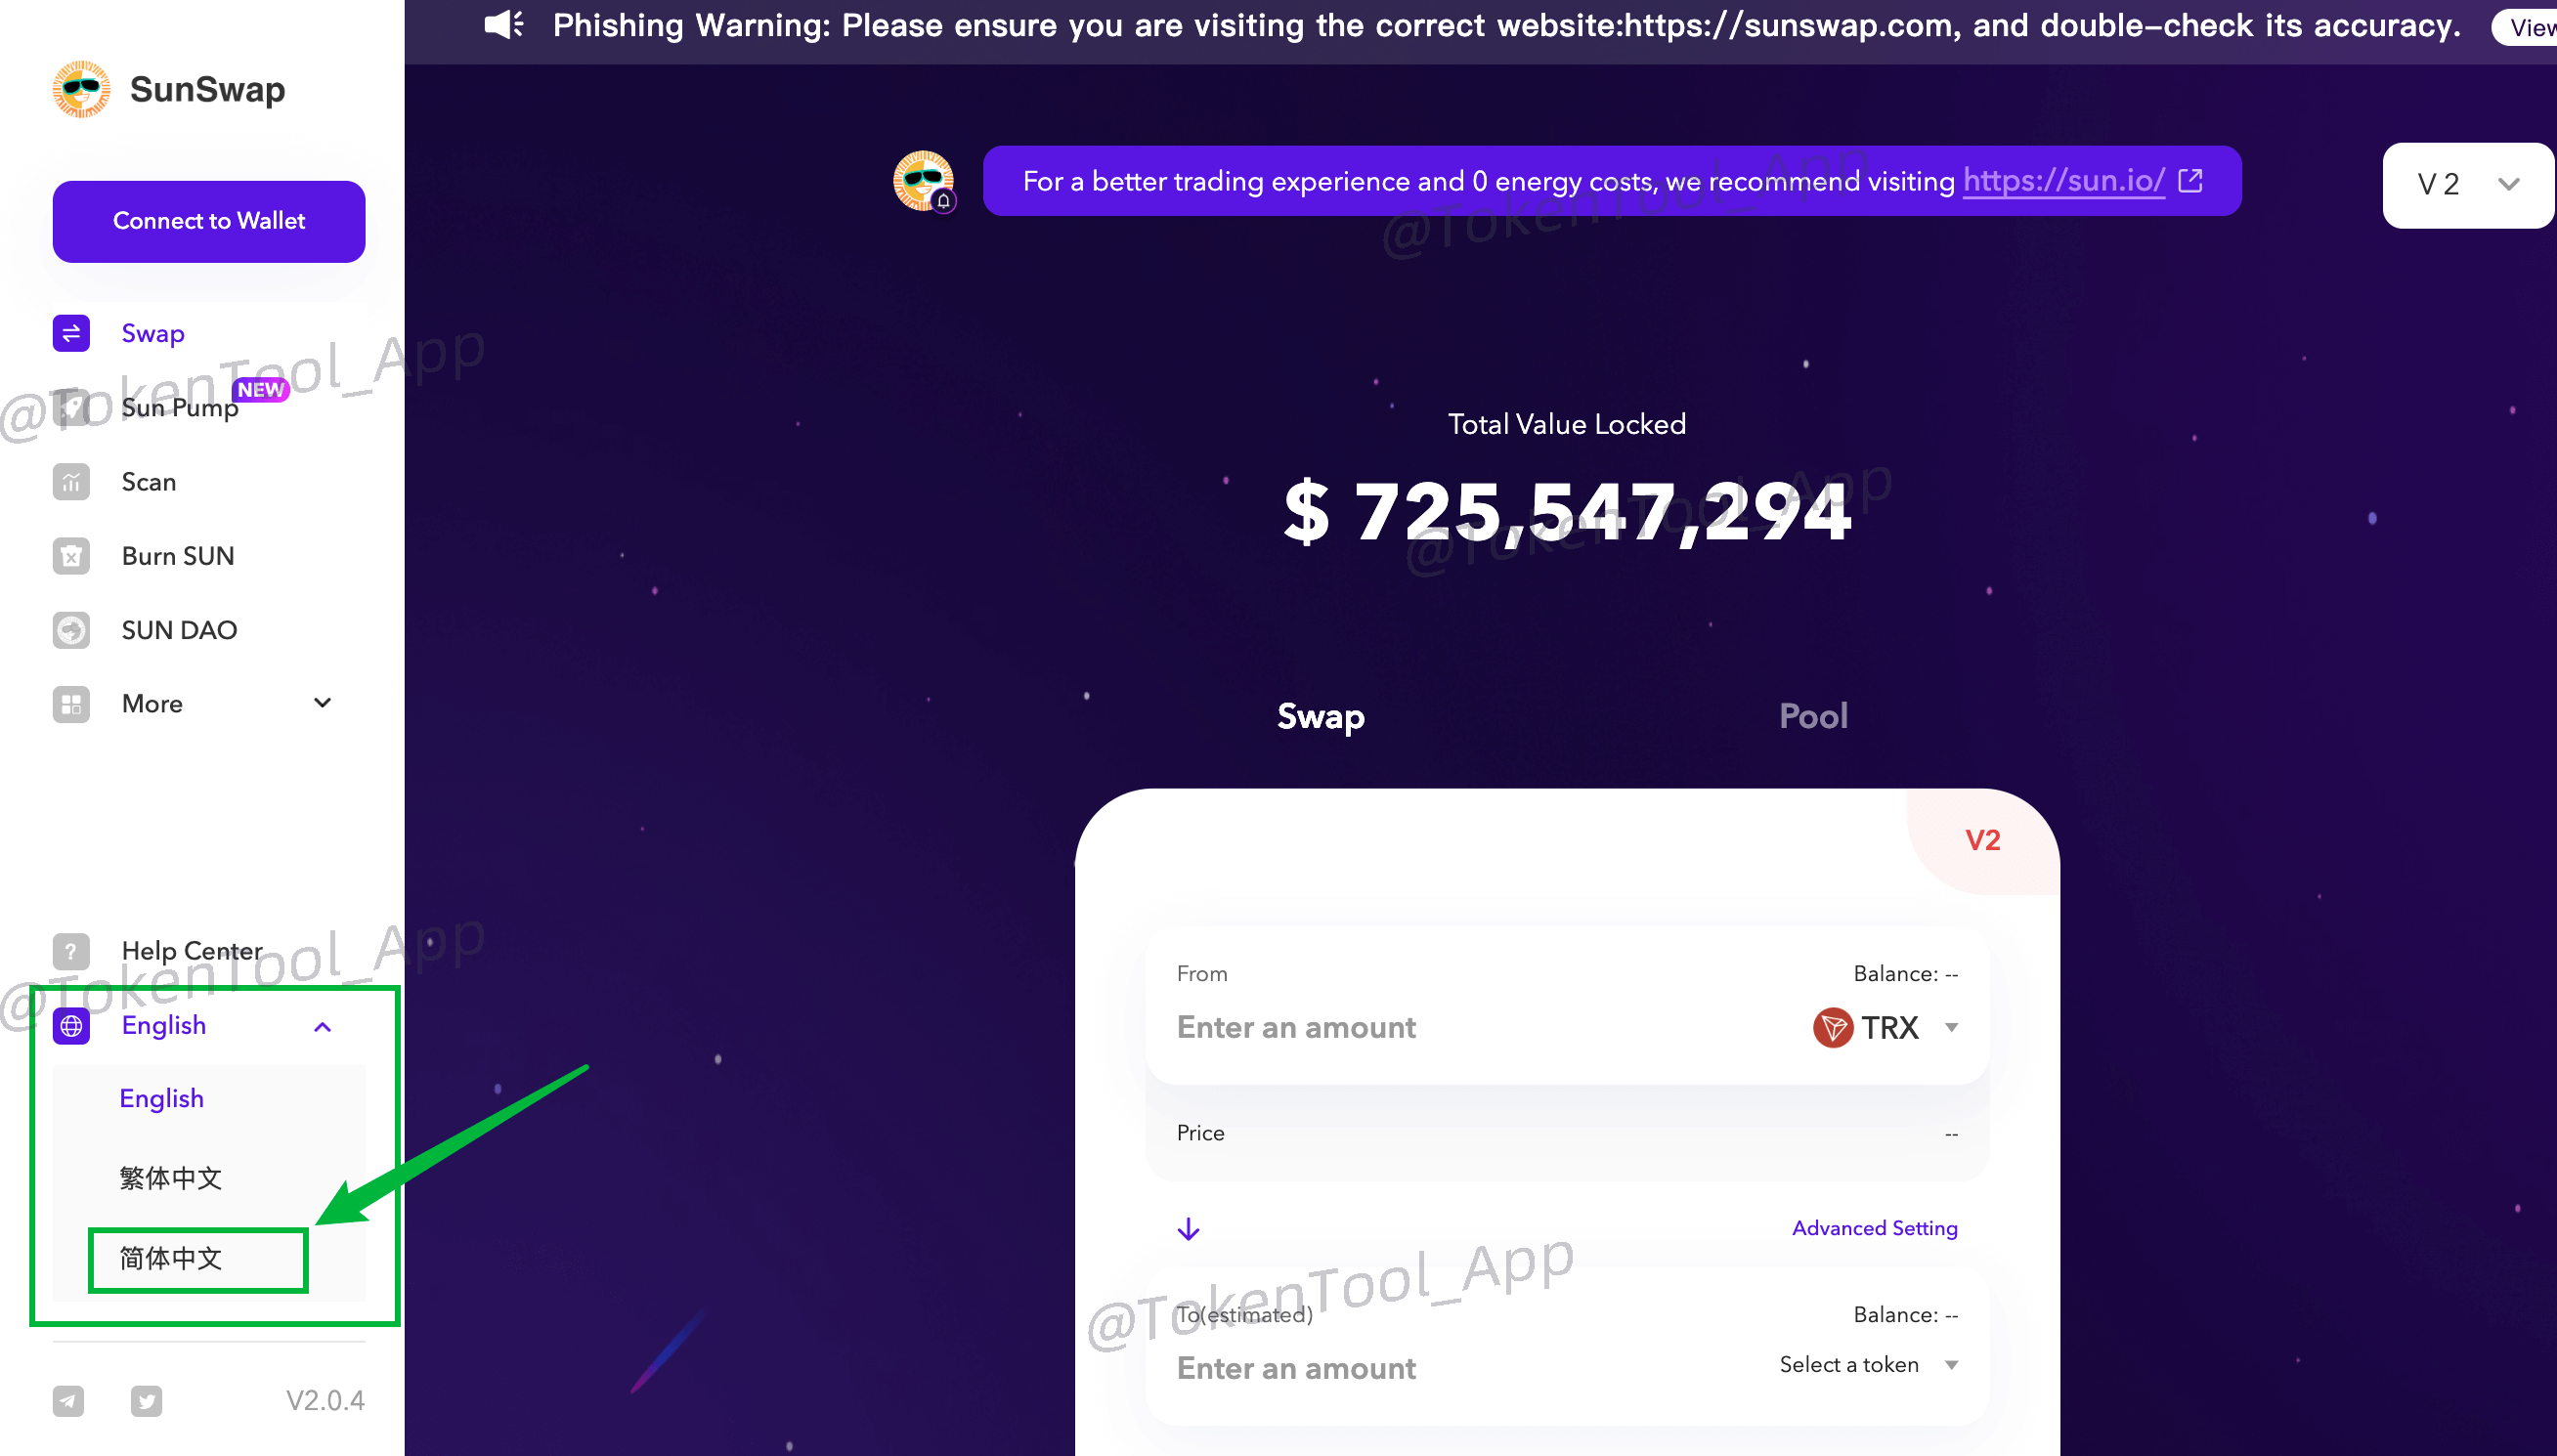 Phishing Warning: Please ensure you are visiting the correct website:https://sunswap.com, and double-check its accuracy.
SunSwap
Connect to Wallet
Swap
Sun Pump
NEW
Scan
Burn SUN
SUN DAO
More
Help Center
English
English
繁体中文
简体中文
V2.0.4
For a better trading experience and 0 energy costs, we recommend visiting https://sun.io/
V 2
Total Value Locked
$ 725,547,294
Swap
Pool
V2
From
Balance: --
Enter an amount
TRX
Price
--
Advanced Setting
To(estimated)
Balance: --
Enter an amount
Select a token
@TokenTool_App
@TokenTool_App
@TokenTool_App
@TokenTool_App
@TokenTool_App